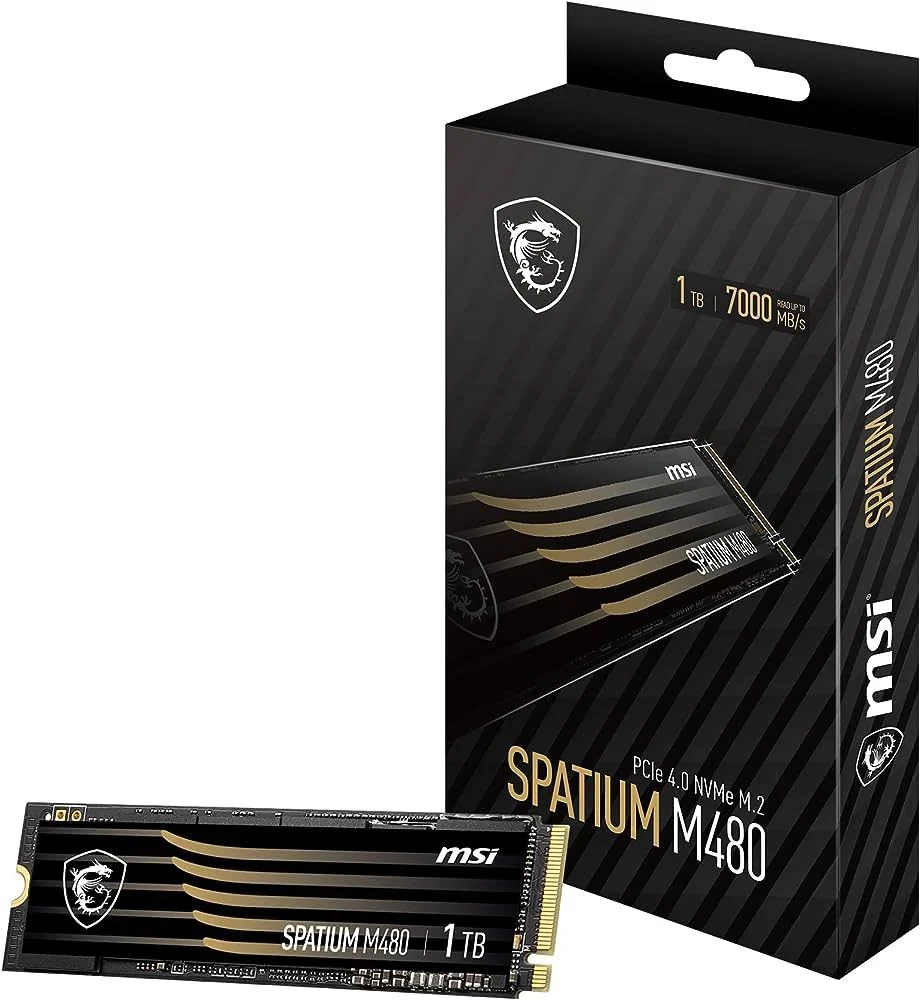 1 TB | 7000 READ UP TO MB/s
msi
SPATIUM M480
PCIe 4.0 NVMe M.2
SPATIUM M480
SPATIUM M480
msi®
msi
SPATIUM M480 | 1 TB